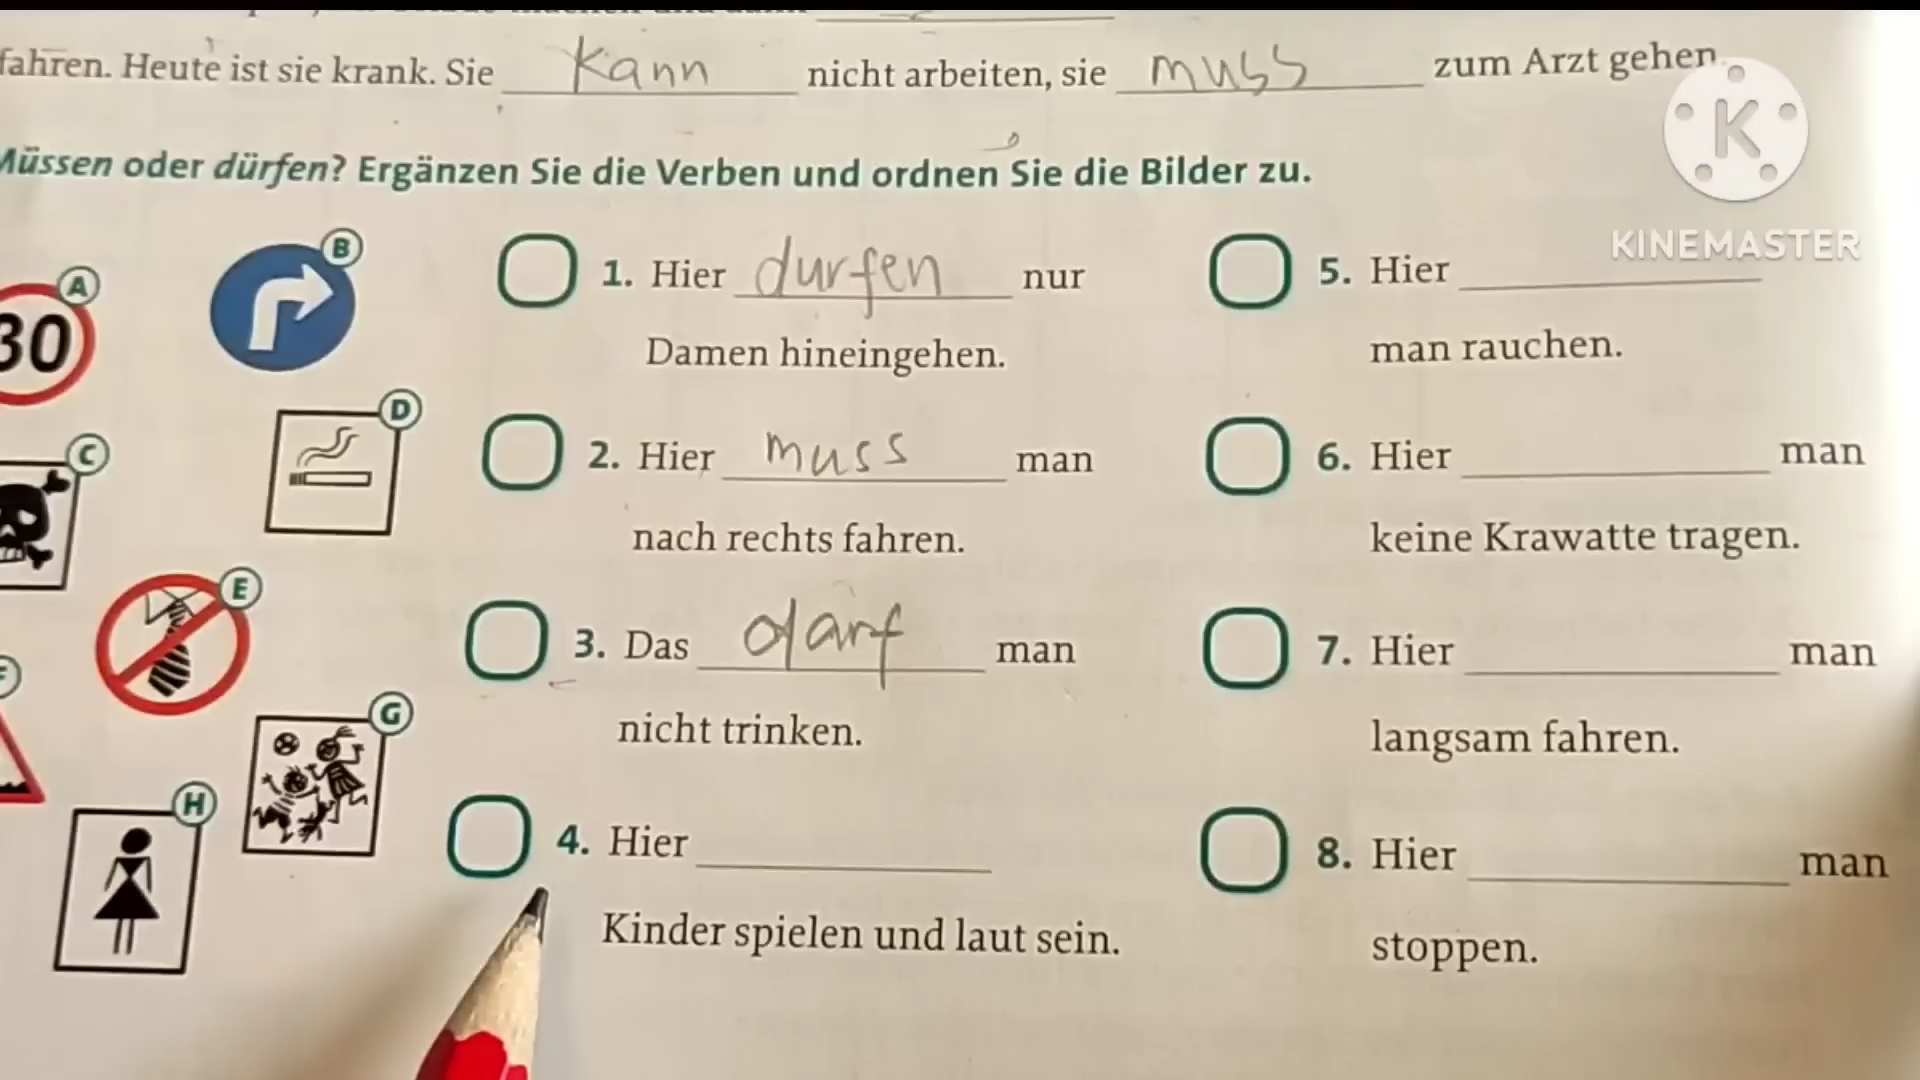 fahren. Heute ist sie krank. Sie kann nicht arbeiten, sie muss zum Arzt gehen.
Müssen oder dürfen? Ergänzen Sie die Verben und ordnen Sie die Bilder zu.
K
KINEMASTER
A
30
B
C
D
E
G
H
1. Hier durfen nur
Damen hineingehen.
2. Hier muss man
nach rechts fahren.
3. Das darf man
nicht trinken.
4. Hier
Kinder spielen und laut sein.
5. Hier
man rauchen.
6. Hier man
keine Krawatte tragen.
7. Hier man
langsam fahren.
8. Hier man
stoppen.